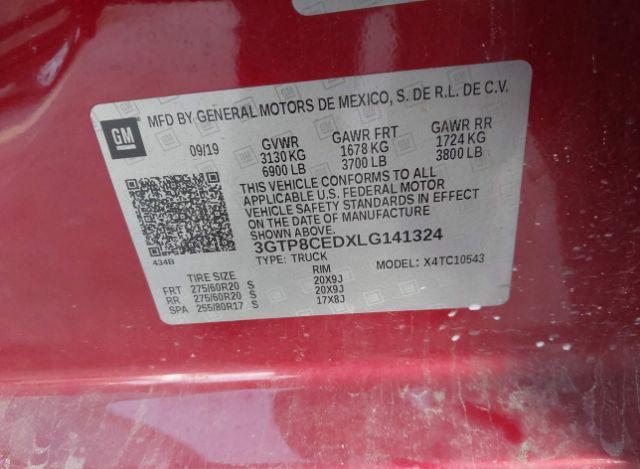 MFD BY GENERAL MOTORS DE MEXICO, S. DE R.L. DE C.V.
GM
09/19 GVWR GAWR FRT GAWR RR
3130 KG 1678 KG 1724 KG
6900 LB 3700 LB 3800 LB
THIS VEHICLE CONFORMS TO ALL
APPLICABLE U.S. FEDERAL MOTOR
VEHICLE SAFETY STANDARDS IN EFFECT
ON THE DATE OF MANUFACTURE
SHOWN ABOVE.
3GTP8CEDXLG141324
434B TYPE: TRUCK MODEL: X4TC10543
TIRE SIZE RIM
FRT 275/60R20 S 20X9J
RR 275/60R20 S 20X9J
SPA 255/80R17 S 17X8J